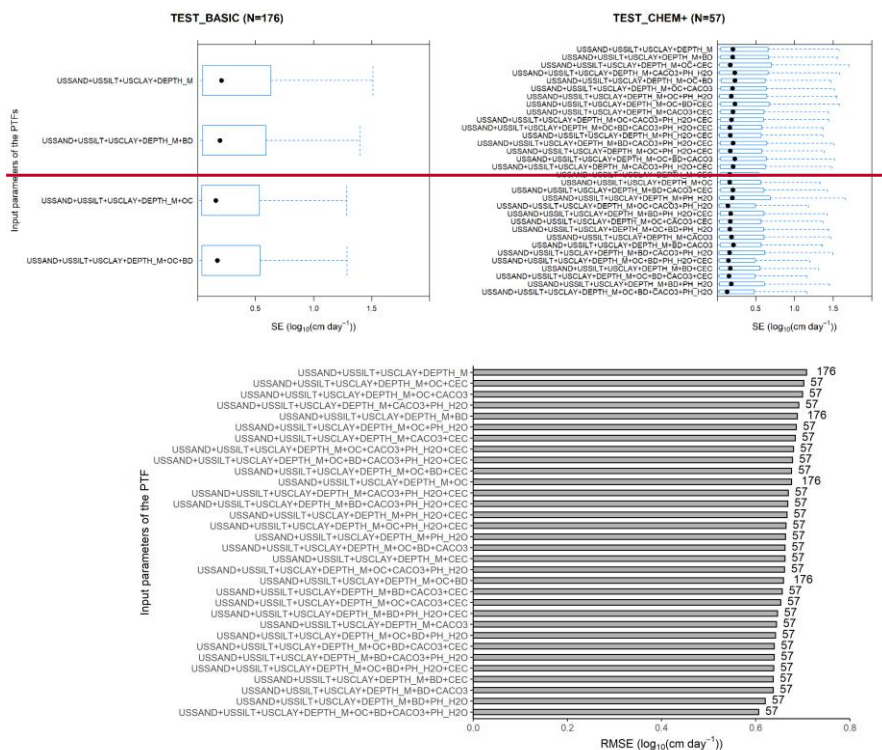 TEST_BASIC (N=176)
TEST_CHEM+ (N=57)
Input parameters of the PTFs
USSAND+USSILT+USCLAY+DEPTH_M
USSAND+USSILT+USCLAY+DEPTH_M+BD
USSAND+USSILT+USCLAY+DEPTH_M+OC
USSAND+USSILT+USCLAY+DEPTH_M+OC+BD
0.5 1.0 1.5
SE (log10(cm day⁻¹))
USSAND+USSILT+USCLAY+DEPTH_M
USSAND+USSILT+USCLAY+DEPTH_M+BD
USSAND+USSILT+USCLAY+DEPTH_M+OC+CEC
USSAND+USSILT+USCLAY+DEPTH_M+CACO3+PH_H2O
USSAND+USSILT+USCLAY+DEPTH_M+OC+BD
USSAND+USSILT+USCLAY+DEPTH_M+OC+CACO3
USSAND+USSILT+USCLAY+DEPTH_M+OC+PH_H2O
USSAND+USSILT+USCLAY+DEPTH_M+OC+BD+CEC
USSAND+USSILT+USCLAY+DEPTH_M+CACO3+CEC
USSAND+USSILT+USCLAY+DEPTH_M+OC+CACO3+PH_H2O
USSAND+USSILT+USCLAY+DEPTH_M+OC+BD+CACO3+PH_H2O+CEC
USSAND+USSILT+USCLAY+DEPTH_M+PH_H2O+CEC
USSAND+USSILT+USCLAY+DEPTH_M+CACO3+PH_H2O+CEC
USSAND+USSILT+USCLAY+DEPTH_M+OC+PH_H2O+CEC
USSAND+USSILT+USCLAY+DEPTH_M+OC+BD+CACO3
USSAND+USSILT+USCLAY+DEPTH_M+PH_H2O
USSAND+USSILT+USCLAY+DEPTH_M+OC
USSAND+USSILT+USCLAY+DEPTH_M+BD+CACO3+CEC
USSAND+USSILT+USCLAY+DEPTH_M+BD+PH_H2O
USSAND+USSILT+USCLAY+DEPTH_M+OC+CACO3+PH_H2O+CEC
USSAND+USSILT+USCLAY+DEPTH_M+BD+PH_H2O+CEC
USSAND+USSILT+USCLAY+DEPTH_M+OC+CACO3+CEC
USSAND+USSILT+USCLAY+DEPTH_M+OC+BD+PH_H2O
USSAND+USSILT+USCLAY+DEPTH_M+CACO3
USSAND+USSILT+USCLAY+DEPTH_M+BD+CACO3
USSAND+USSILT+USCLAY+DEPTH_M+BD+CACO3+PH_H2O
USSAND+USSILT+USCLAY+DEPTH_M+OC+BD+PH_H2O+CEC
USSAND+USSILT+USCLAY+DEPTH_M+BD+CEC
USSAND+USSILT+USCLAY+DEPTH_M+OC+BD+CACO3+CEC
USSAND+USSILT+USCLAY+DEPTH_M+BD+PH_H2O
USSAND+USSILT+USCLAY+DEPTH_M+OC+BD+CACO3+PH_H2O
0.5 1.0 1.5
SE (log10(cm day⁻¹))
Input parameters of the PTF
USSAND+USSILT+USCLAY+DEPTH_M 176
USSAND+USSILT+USCLAY+DEPTH_M+OC+CEC 57
USSAND+USSILT+USCLAY+DEPTH_M+OC+CACO3 57
USSAND+USSILT+USCLAY+DEPTH_M+CACO3+PH_H2O 57
USSAND+USSILT+USCLAY+DEPTH_M+BD 176
USSAND+USSILT+USCLAY+DEPTH_M+OC+PH_H2O 57
USSAND+USSILT+USCLAY+DEPTH_M+CACO3+CEC 57
USSAND+USSILT+USCLAY+DEPTH_M+OC+CACO3+PH_H2O+CEC 57
USSAND+USSILT+USCLAY+DEPTH_M+OC+BD+CACO3+PH_H2O+CEC 57
USSAND+USSILT+USCLAY+DEPTH_M+OC+BD+CEC 57
USSAND+USSILT+USCLAY+DEPTH_M+OC 176
USSAND+USSILT+USCLAY+DEPTH_M+CACO3+PH_H2O+CEC 57
USSAND+USSILT+USCLAY+DEPTH_M+BD+CACO3+PH_H2O+CEC 57
USSAND+USSILT+USCLAY+DEPTH_M+PH_H2O+CEC 57
USSAND+USSILT+USCLAY+DEPTH_M+OC+PH_H2O+CEC 57
USSAND+USSILT+USCLAY+DEPTH_M+PH_H2O 57
USSAND+USSILT+USCLAY+DEPTH_M+OC+BD+CACO3 57
USSAND+USSILT+USCLAY+DEPTH_M+CEC 57
USSAND+USSILT+USCLAY+DEPTH_M+OC+CACO3+PH_H2O 57
USSAND+USSILT+USCLAY+DEPTH_M+OC+BD 176
USSAND+USSILT+USCLAY+DEPTH_M+BD+CACO3+CEC 57
USSAND+USSILT+USCLAY+DEPTH_M+OC+CACO3+CEC 57
USSAND+USSILT+USCLAY+DEPTH_M+BD+PH_H2O+CEC 57
USSAND+USSILT+USCLAY+DEPTH_M+CACO3 57
USSAND+USSILT+USCLAY+DEPTH_M+OC+BD+PH_H2O 57
USSAND+USSILT+USCLAY+DEPTH_M+OC+BD+CACO3+CEC 57
USSAND+USSILT+USCLAY+DEPTH_M+BD+CACO3+PH_H2O 57
USSAND+USSILT+USCLAY+DEPTH_M+OC+BD+PH_H2O+CEC 57
USSAND+USSILT+USCLAY+DEPTH_M+BD+CEC 57
USSAND+USSILT+USCLAY+DEPTH_M+BD+CACO3 57
USSAND+USSILT+USCLAY+DEPTH_M+BD+PH_H2O 57
USSAND+USSILT+USCLAY+DEPTH_M+OC+BD+CACO3+PH_H2O 57
0.0 0.2 0.4 0.6 0.8
RMSE (log10(cm day⁻¹))